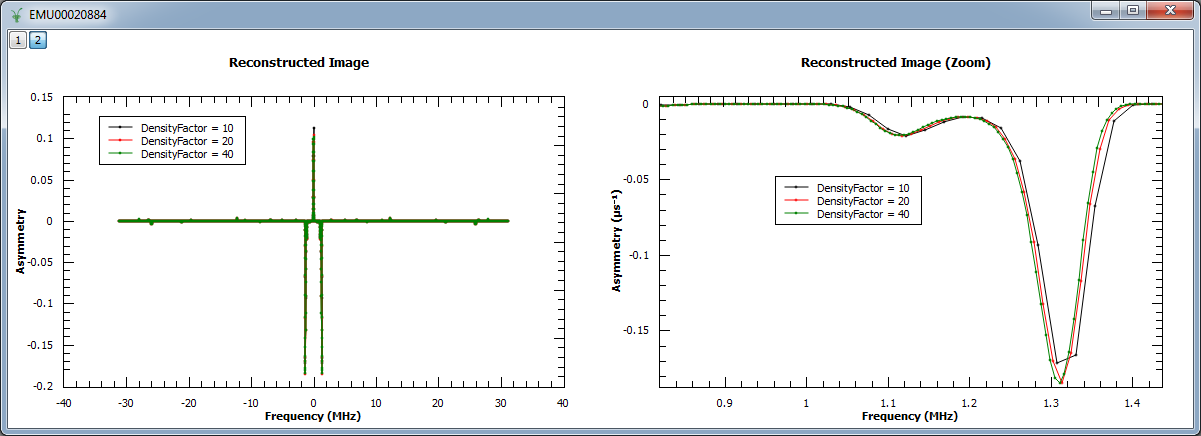 EMU00020884
1 2
Reconstructed Image
0.15
0.1
0.05
0
-0.05
-0.1
-0.15
-0.2
Asymmetry
DensityFactor = 10
DensityFactor = 20
DensityFactor = 40
-40 -30 -20 -10 0 10 20 30 40
Frequency (MHz)
Reconstructed Image (Zoom)
0
-0.05
-0.1
-0.15
Asymmetry (μs⁻¹)
DensityFactor = 10
DensityFactor = 20
DensityFactor = 40
0.9 1 1.1 1.2 1.3 1.4
Frequency (MHz)